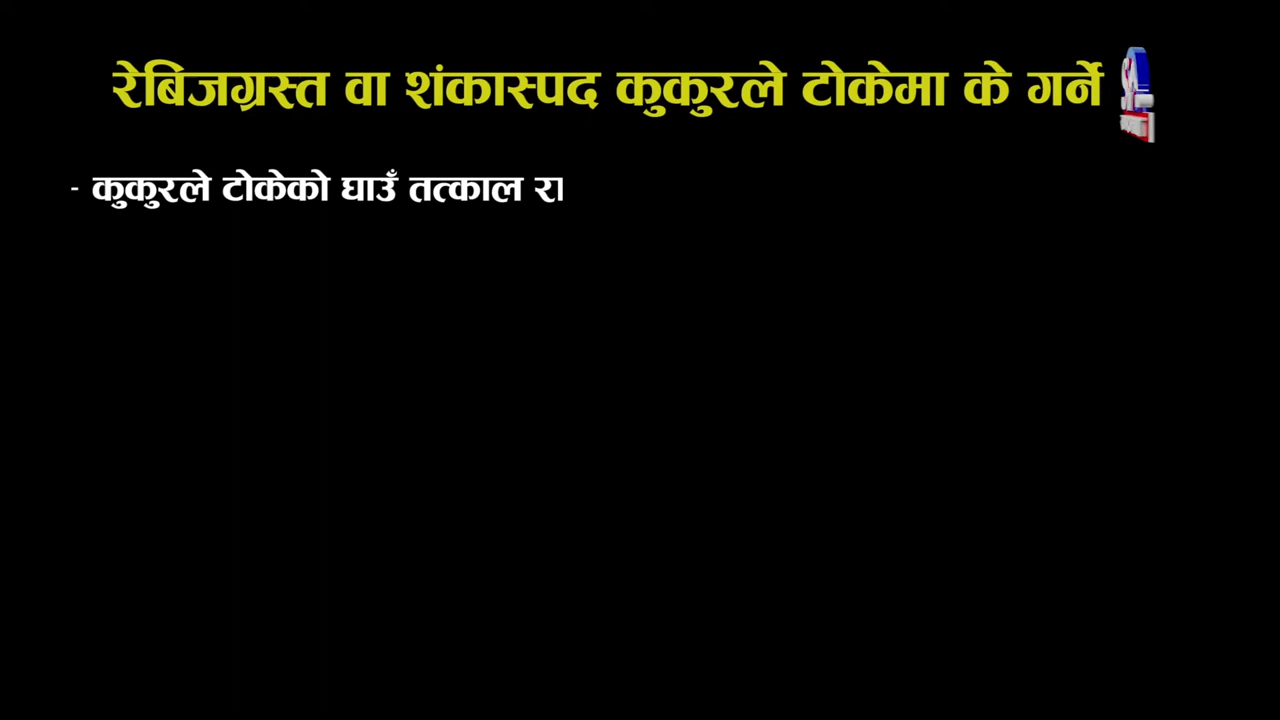 रेबिजग्रस्त वा शंकास्पद कुकुरले टोकेमा के गर्ने
- कुकुरले टोकेको घाउँ तत्काल रा